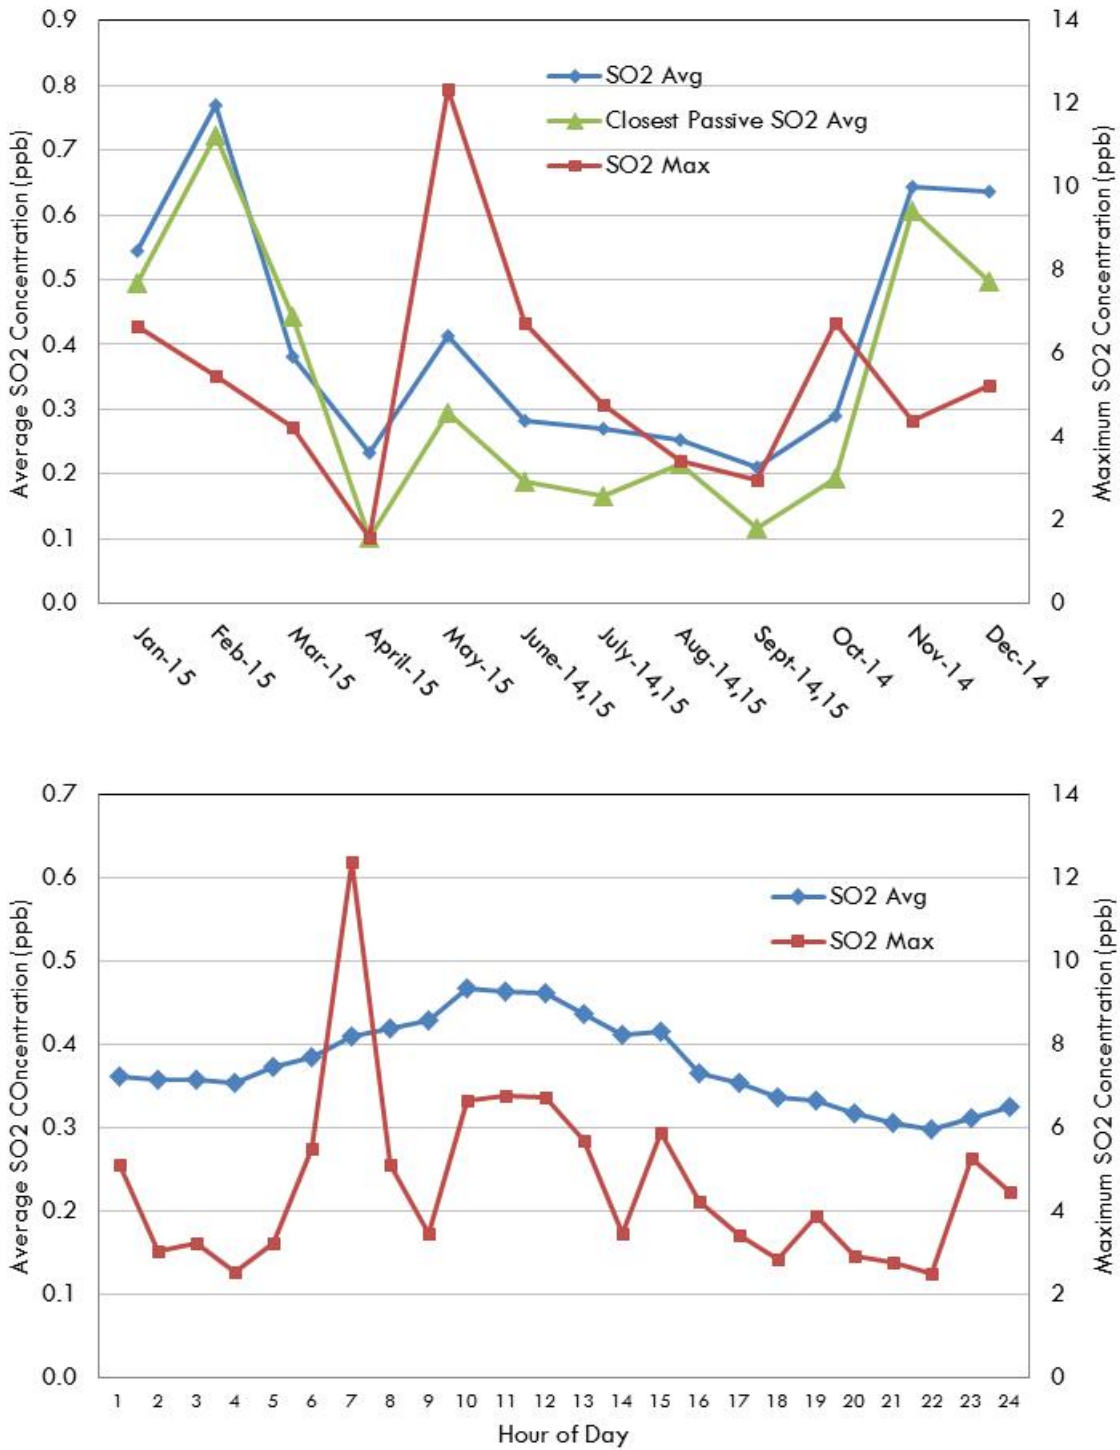 0.9
0.8
0.7
0.6
0.5
0.4
0.3
0.2
0.1
0.0
Average SO2 Concentration (ppb)
SO2 Avg
Closest Passive SO2 Avg
SO2 Max
14
12
10
8
6
4
2
0
Maximum SO2 Concentration (ppb)
Jan-15
Feb-15
Mar-15
April-15
May-15
June-14,15
July-14,15
Aug-14,15
Sept-14,15
Oct-14
Nov-14
Dec-14
0.7
0.6
0.5
0.4
0.3
0.2
0.1
0.0
Average SO2 COncentration (ppb)
SO2 Avg
SO2 Max
14
12
10
8
6
4
2
0
Maximum SO2 Concentration (ppb)
1 2 3 4 5 6 7 8 9 10 11 12 13 14 15 16 17 18 19 20 21 22 23 24
Hour of Day